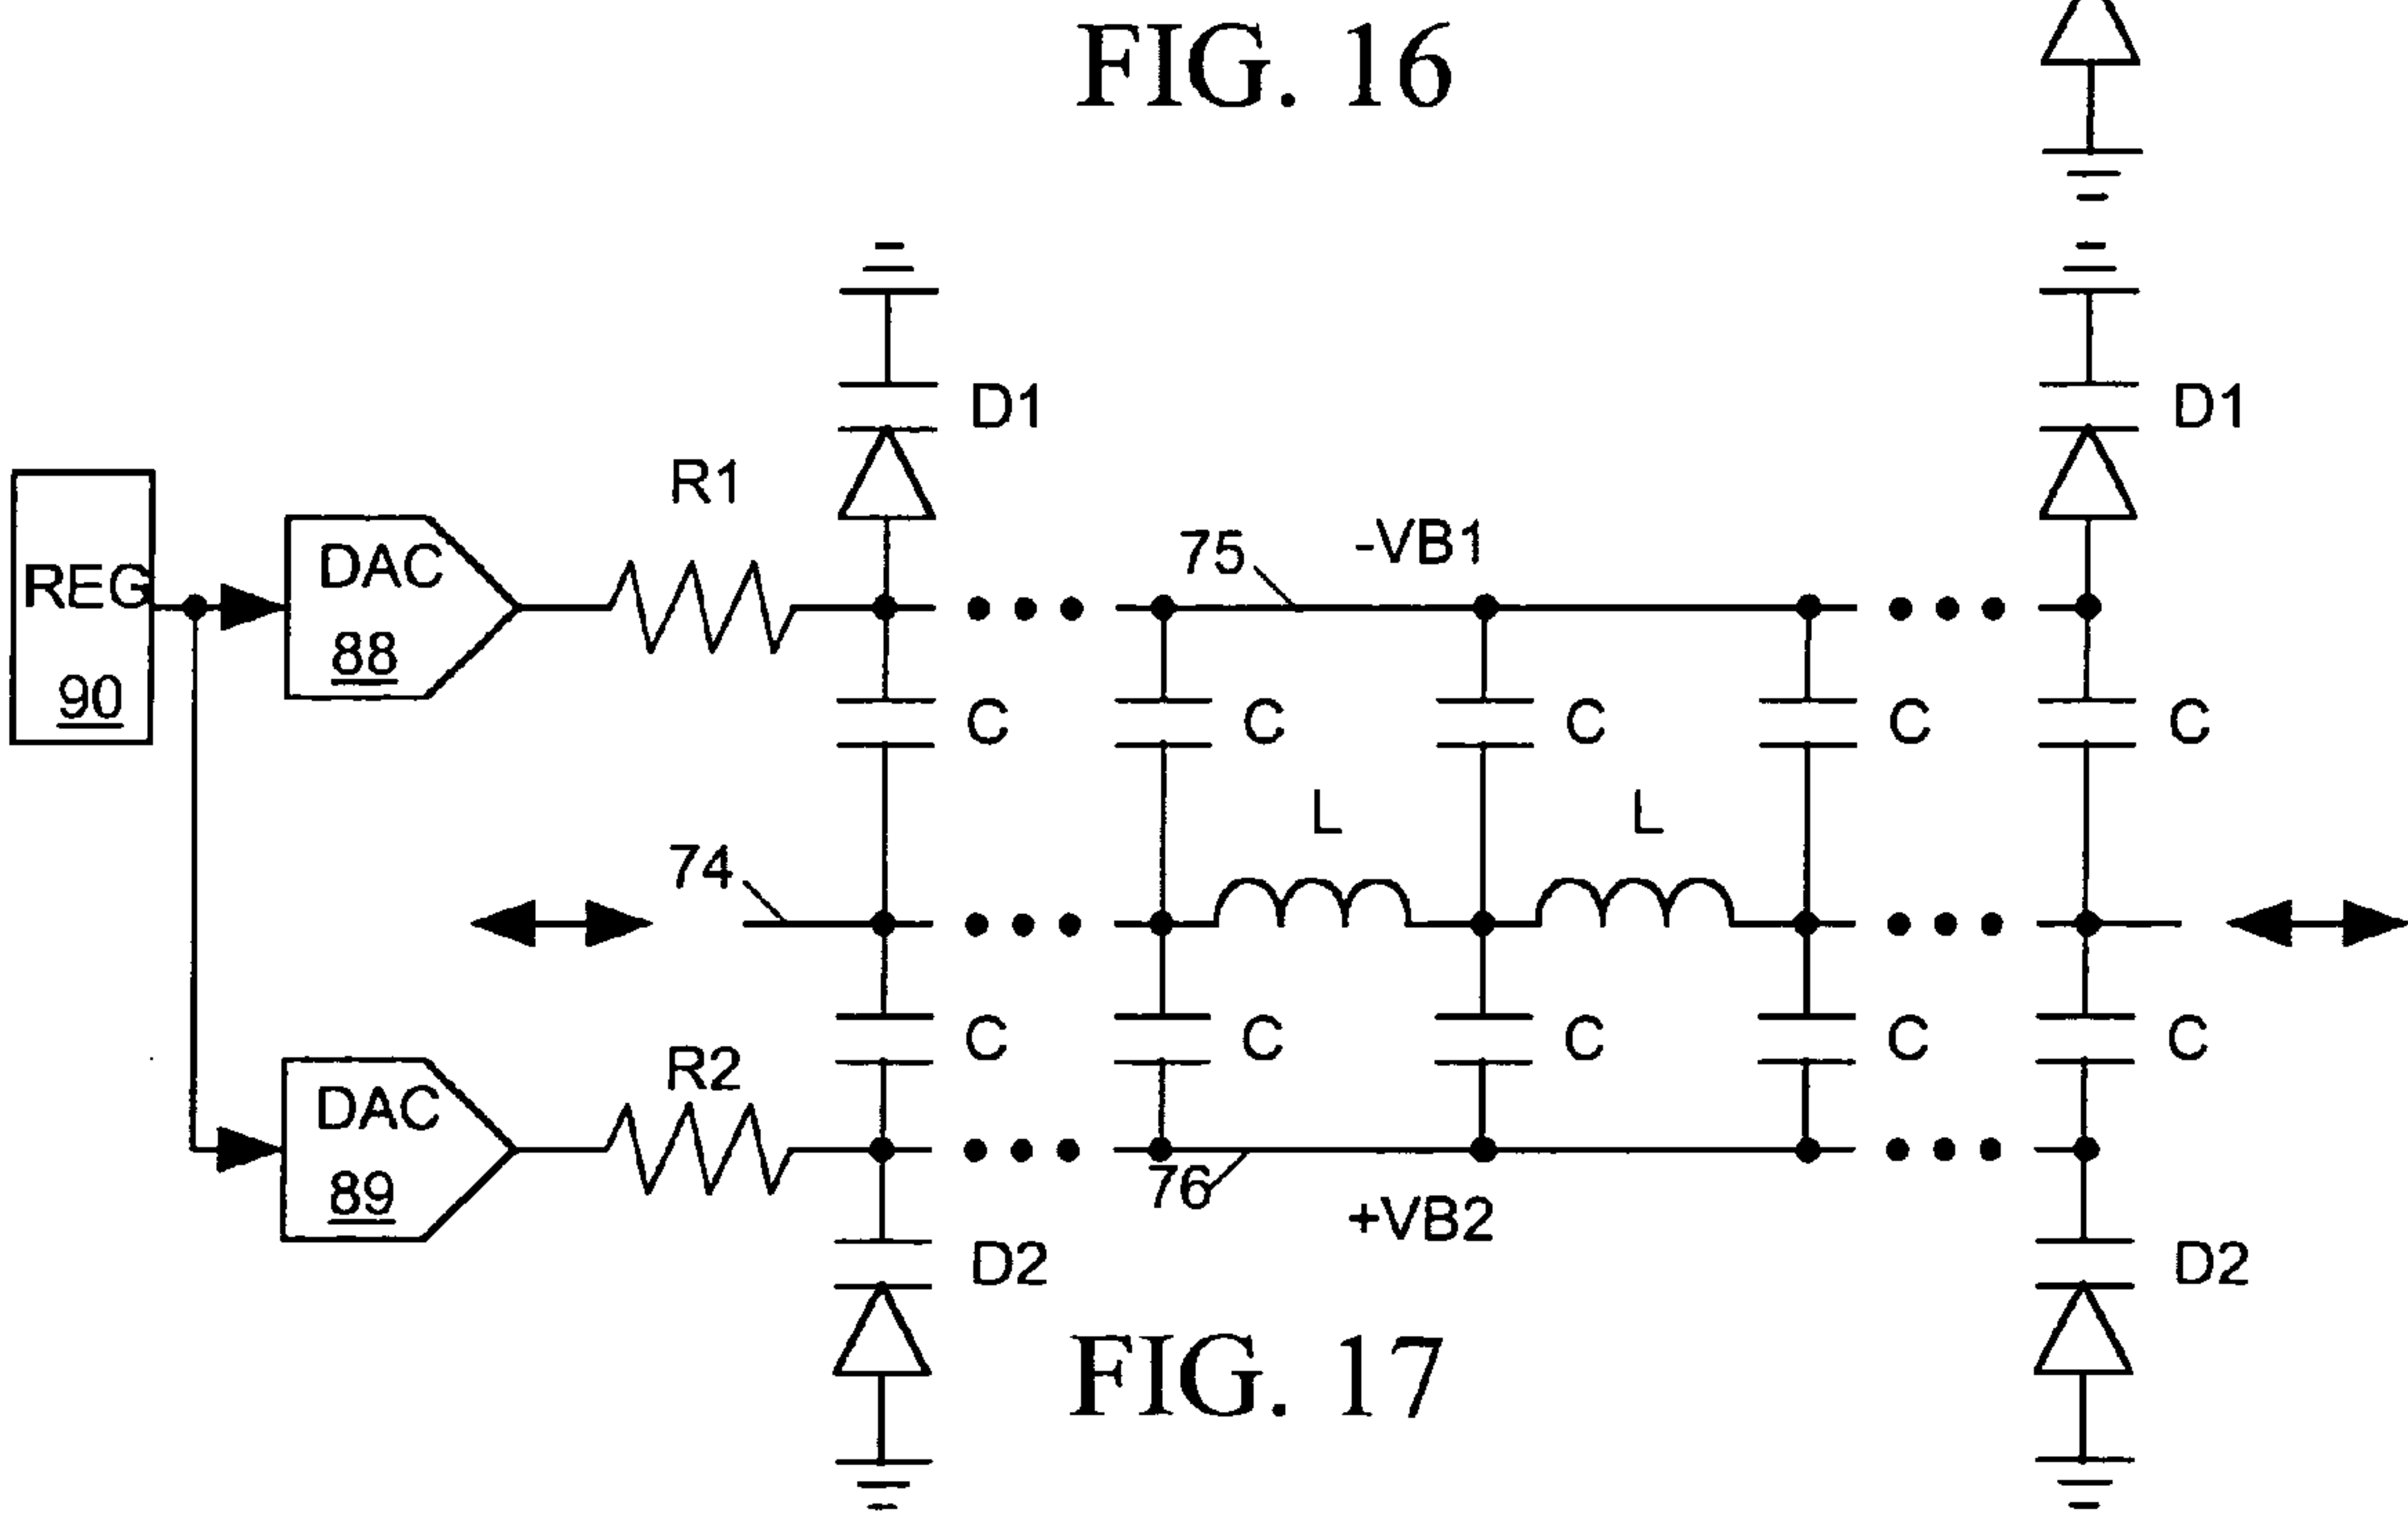 FIG. 16
D1
D1
R1
75
-VB1
REG
DAC
88
90
C
C
C
C
C
L
L
74
C
C
C
C
C
R2
DAC
89
76
+VB2
D2
D2
FIG. 17